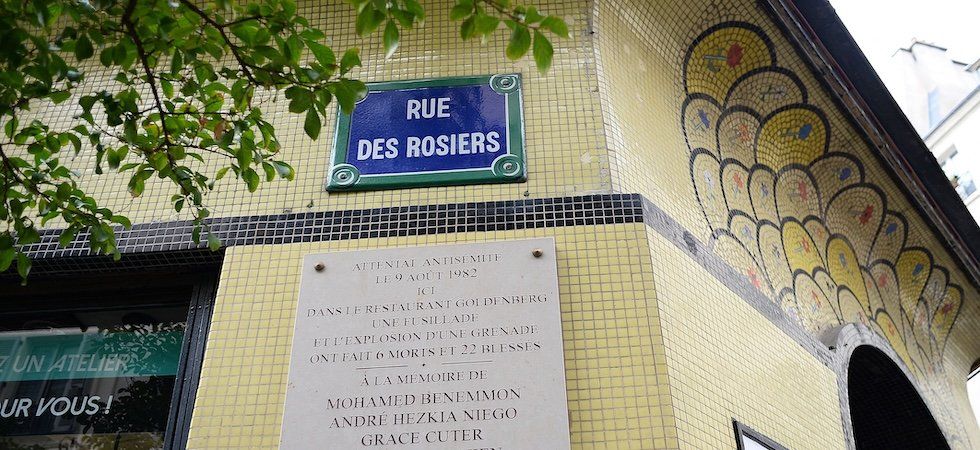 RUE
DES ROSIERS
ATTENTAT ANTISEMITE
LE 9 AOÛT 1982
ICI
DANS LE RESTAURANT GOLDENBERG
UNE FUSILLADE
ET L'EXPLOSION D'UNE GRENADE
ONT FAIT 6 MORTS ET 22 BLESSÉS
À LA MEMOIRE DE
MOHAMED BENEMMON
ANDRÉ HEZKIA NIEGO
GRACE CUTER
UN ATELIER
OUR VOUS !